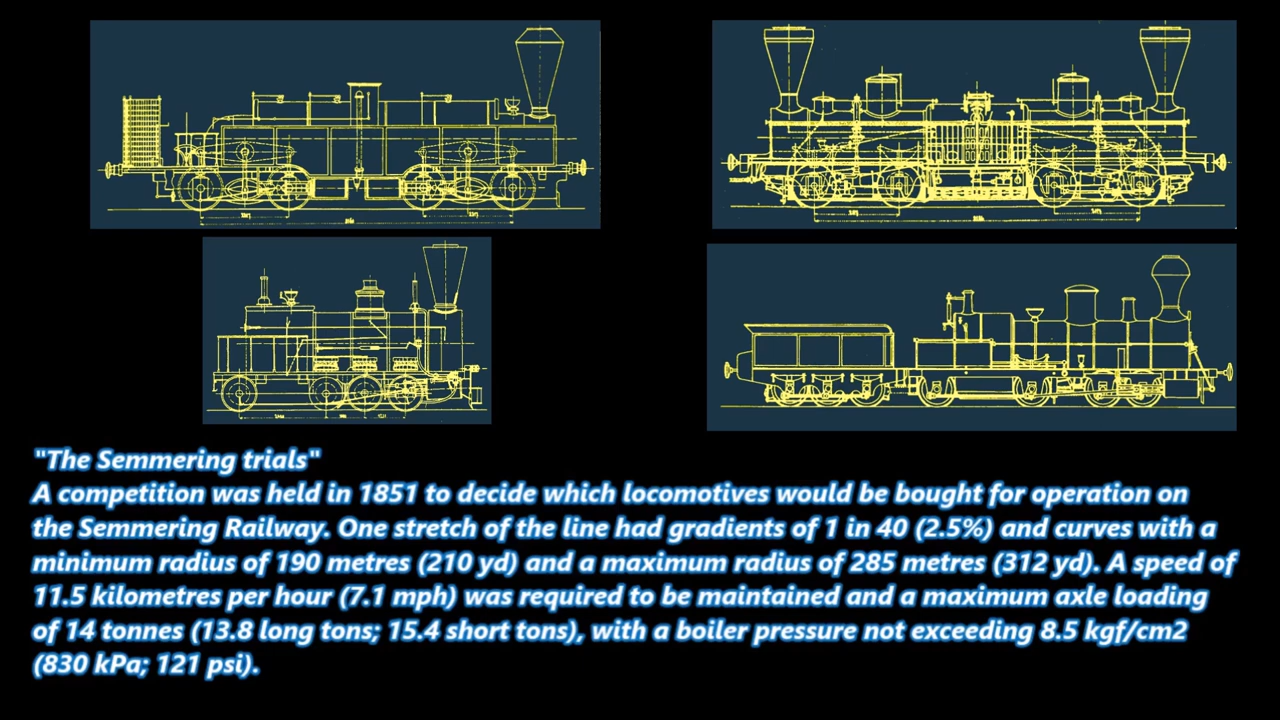 "The Semmering trials"
A competition was held in 1851 to decide which locomotives would be bought for operation on
the Semmering Railway. One stretch of the line had gradients of 1 in 40 (2.5%) and curves with a
minimum radius of 190 metres (210 yd) and a maximum radius of 285 metres (312 yd). A speed of
11.5 kilometres per hour (7.1 mph) was required to be maintained and a maximum axle loading
of 14 tonnes (13.8 long tons; 15.4 short tons), with a boiler pressure not exceeding 8.5 kgf/cm2
(830 kPa; 121 psi).